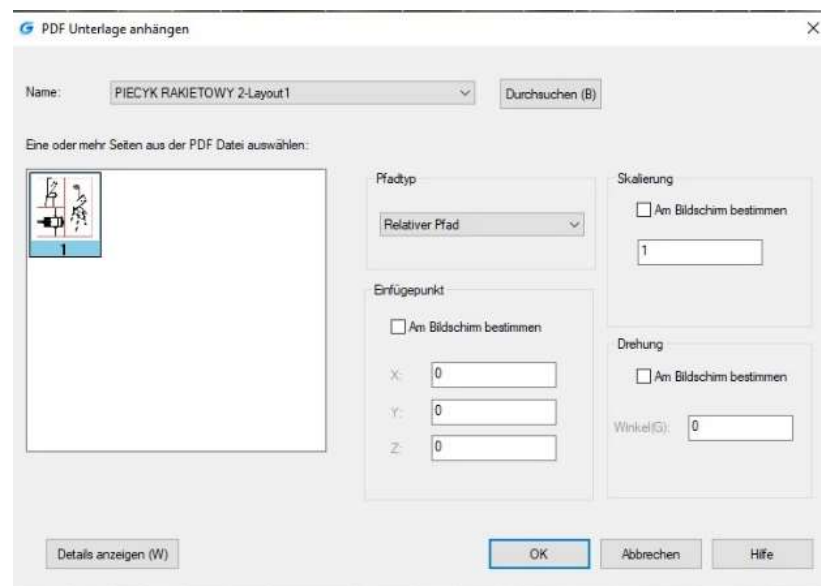 PDF Unterlage anhängen
Name: PIECYK RAKIETOWY 2-Layout1 Durchsuchen (B)
Eine oder mehr Seiten aus der PDF Datei auswählen:
1
Pfadtyp
Relativer Pfad
Einfügepunkt
Am Bildschirm bestimmen
X: 0
Y: 0
Z: 0
Skalierung
Am Bildschirm bestimmen
1
Drehung
Am Bildschirm bestimmen
Winkel(G): 0
Details anzeigen (W) OK Abbrechen Hilfe